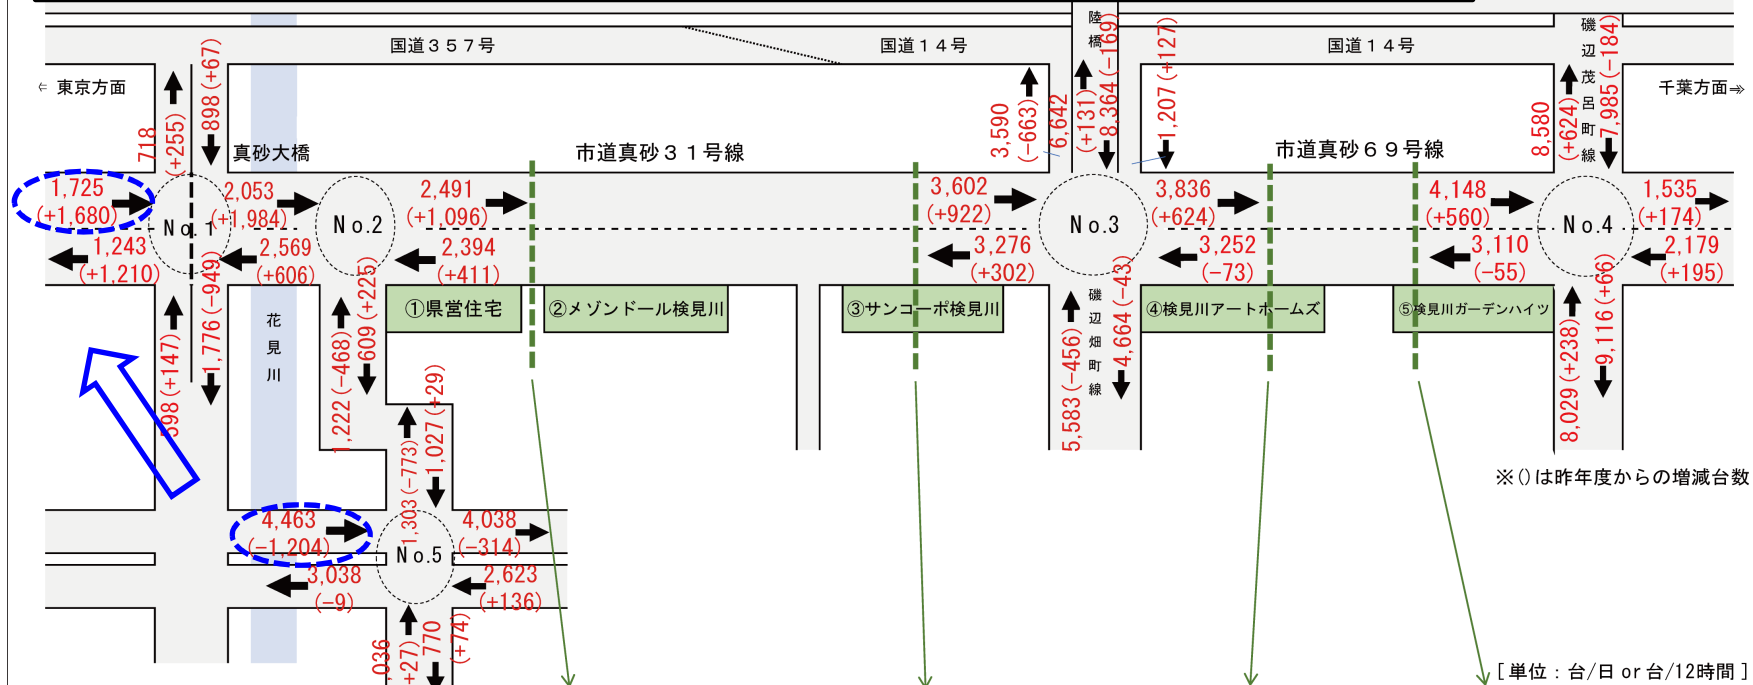 国道357号
国道14号
国道14号
陸橋
磯辺茂呂町線
⇐ 東京方面
千葉方面⇒
718
(+255)
898 (+67)
3,590
(-663)
6,642
(+131)
8,364 (-169)
1,207 (+127)
8,580
(+624)
7,985 (-184)
真砂大橋
市道真砂31号線
市道真砂69号線
1,725
(+1,680)
2,053
(+1,984)
2,491
(+1,096)
3,602
(+922)
3,836
(+624)
4,148
(+560)
1,535
(+174)
No.1
No.2
No.3
No.4
1,243
(+1,210)
2,569
(+606)
2,394
(+411)
3,276
(+302)
3,252
(-73)
3,110
(-55)
2,179
(+195)
①県営住宅
②メゾンドール検見川
③サンコーポ検見川
④検見川アートホームズ
⑤検見川ガーデンハイツ
花見川
磯辺畑町線
598 (+147)
1,776 (-949)
1,222 (-468)
609 (+225)
5,583 (-456)
4,664 (-43)
8,029 (+238)
9,116 (+66)
1,303 (-773)
1,027 (+29)
※()は昨年度からの増減台数
4,463
(-1,204)
4,038
(-314)
No.5
3,038
(-9)
2,623
(+136)
036
(+27)
770
(+74)
[単位:台/日 or 台/12時間]